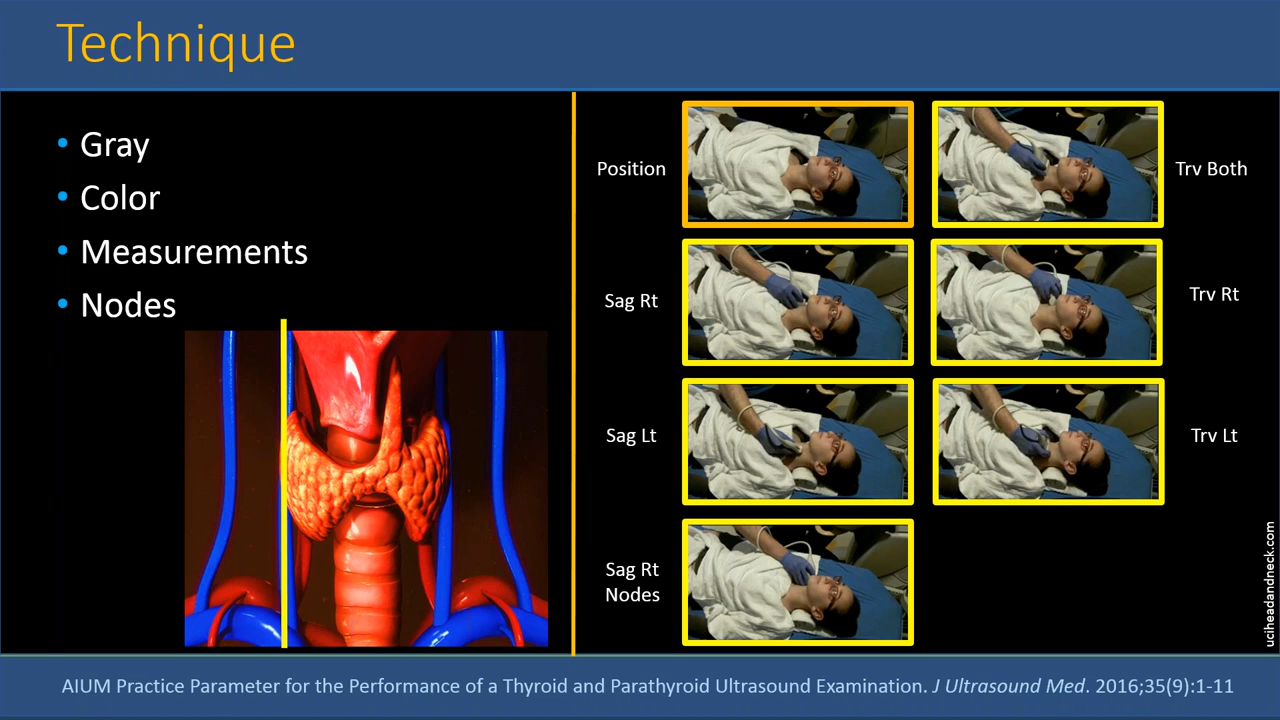 Technique
• Gray
• Color
• Measurements
• Nodes
Position
Trv Both
Sag Rt
Trv Rt
Sag Lt
Trv Lt
Sag Rt
Nodes
uciheadandneck.com
AIUM Practice Parameter for the Performance of a Thyroid and Parathyroid Ultrasound Examination. J Ultrasound Med. 2016;35(9):1-11